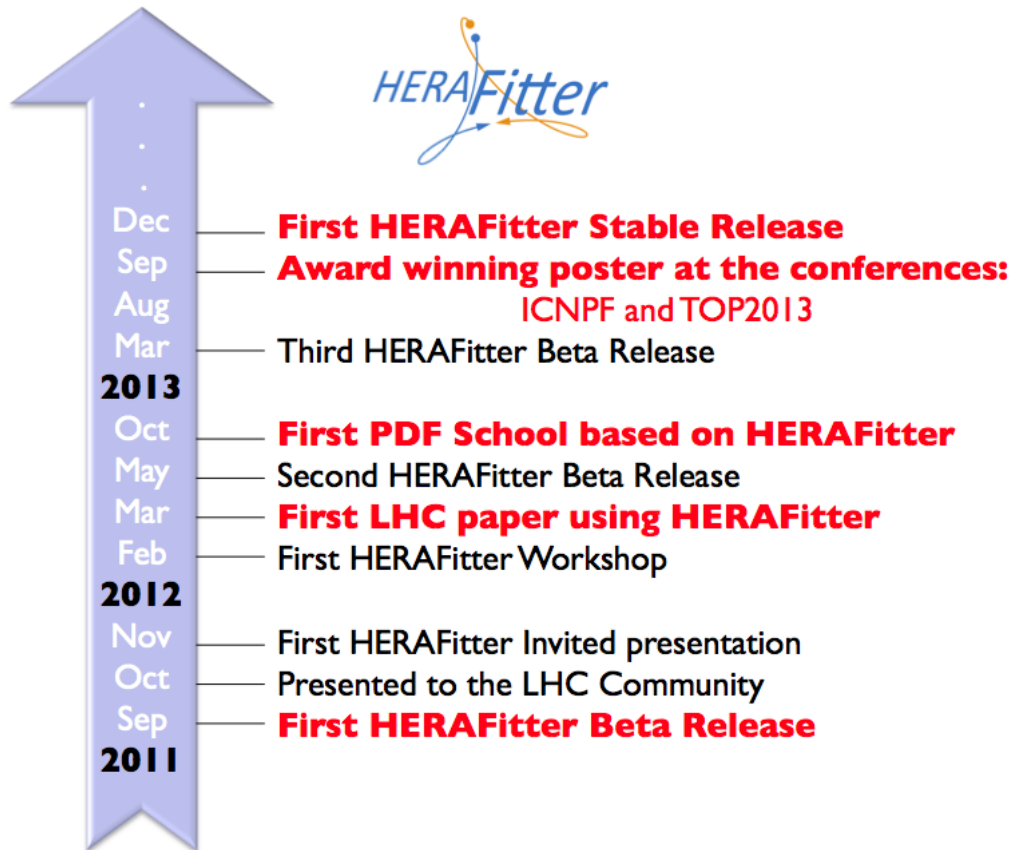 HERAFitter
.
.
.
Dec First HERAFitter Stable Release
Sep Award winning poster at the conferences:
Aug ICNPF and TOP2013
Mar Third HERAFitter Beta Release
2013
Oct First PDF School based on HERAFitter
May Second HERAFitter Beta Release
Mar First LHC paper using HERAFitter
Feb First HERAFitter Workshop
2012
Nov First HERAFitter Invited presentation
Oct Presented to the LHC Community
Sep First HERAFitter Beta Release
2011